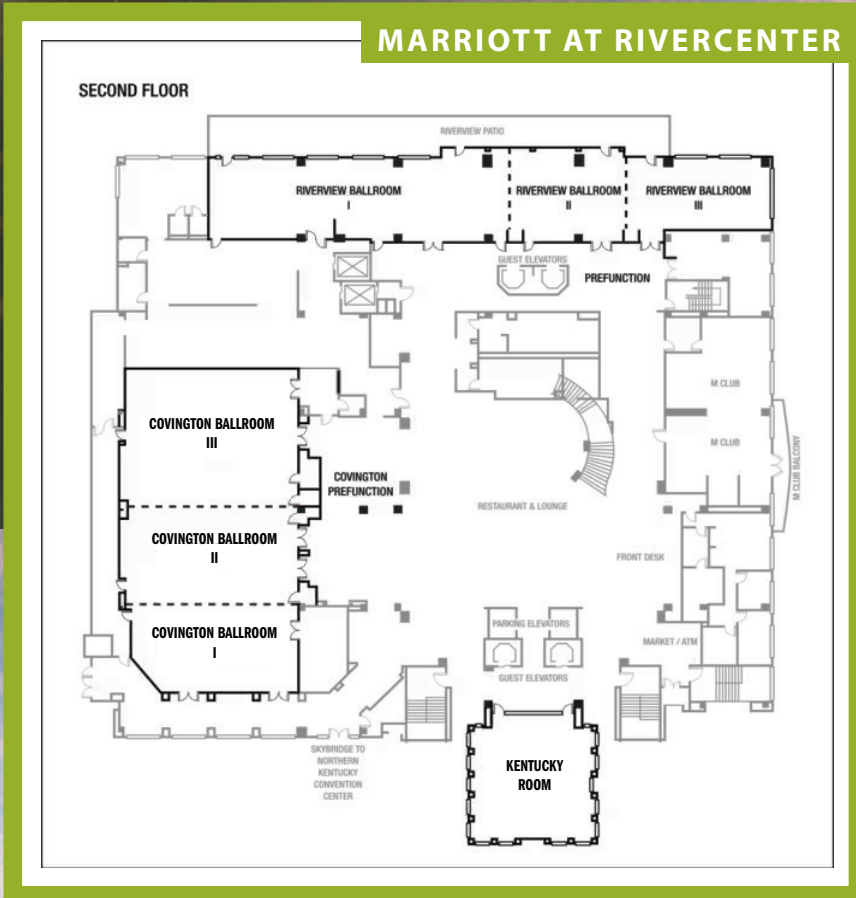 MARRIOTT AT RIVERCENTER
SECOND FLOOR
RIVERVIEW PATIO
RIVERVIEW BALLROOM
I
RIVERVIEW BALLROOM
II
RIVERVIEW BALLROOM
III
GUEST ELEVATORS
PREFUNCTION
M CLUB
M CLUB
M CLUB BALCONY
COVINGTON BALLROOM
III
COVINGTON
PREFUNCTION
RESTAURANT & LOUNGE
COVINGTON BALLROOM
II
FRONT DESK
COVINGTON BALLROOM
I
PARKING ELEVATORS
MARKET / ATM
GUEST ELEVATORS
SKYBRIDGE TO
NORTHERN
KENTUCKY
CONVENTION
CENTER
KENTUCKY
ROOM